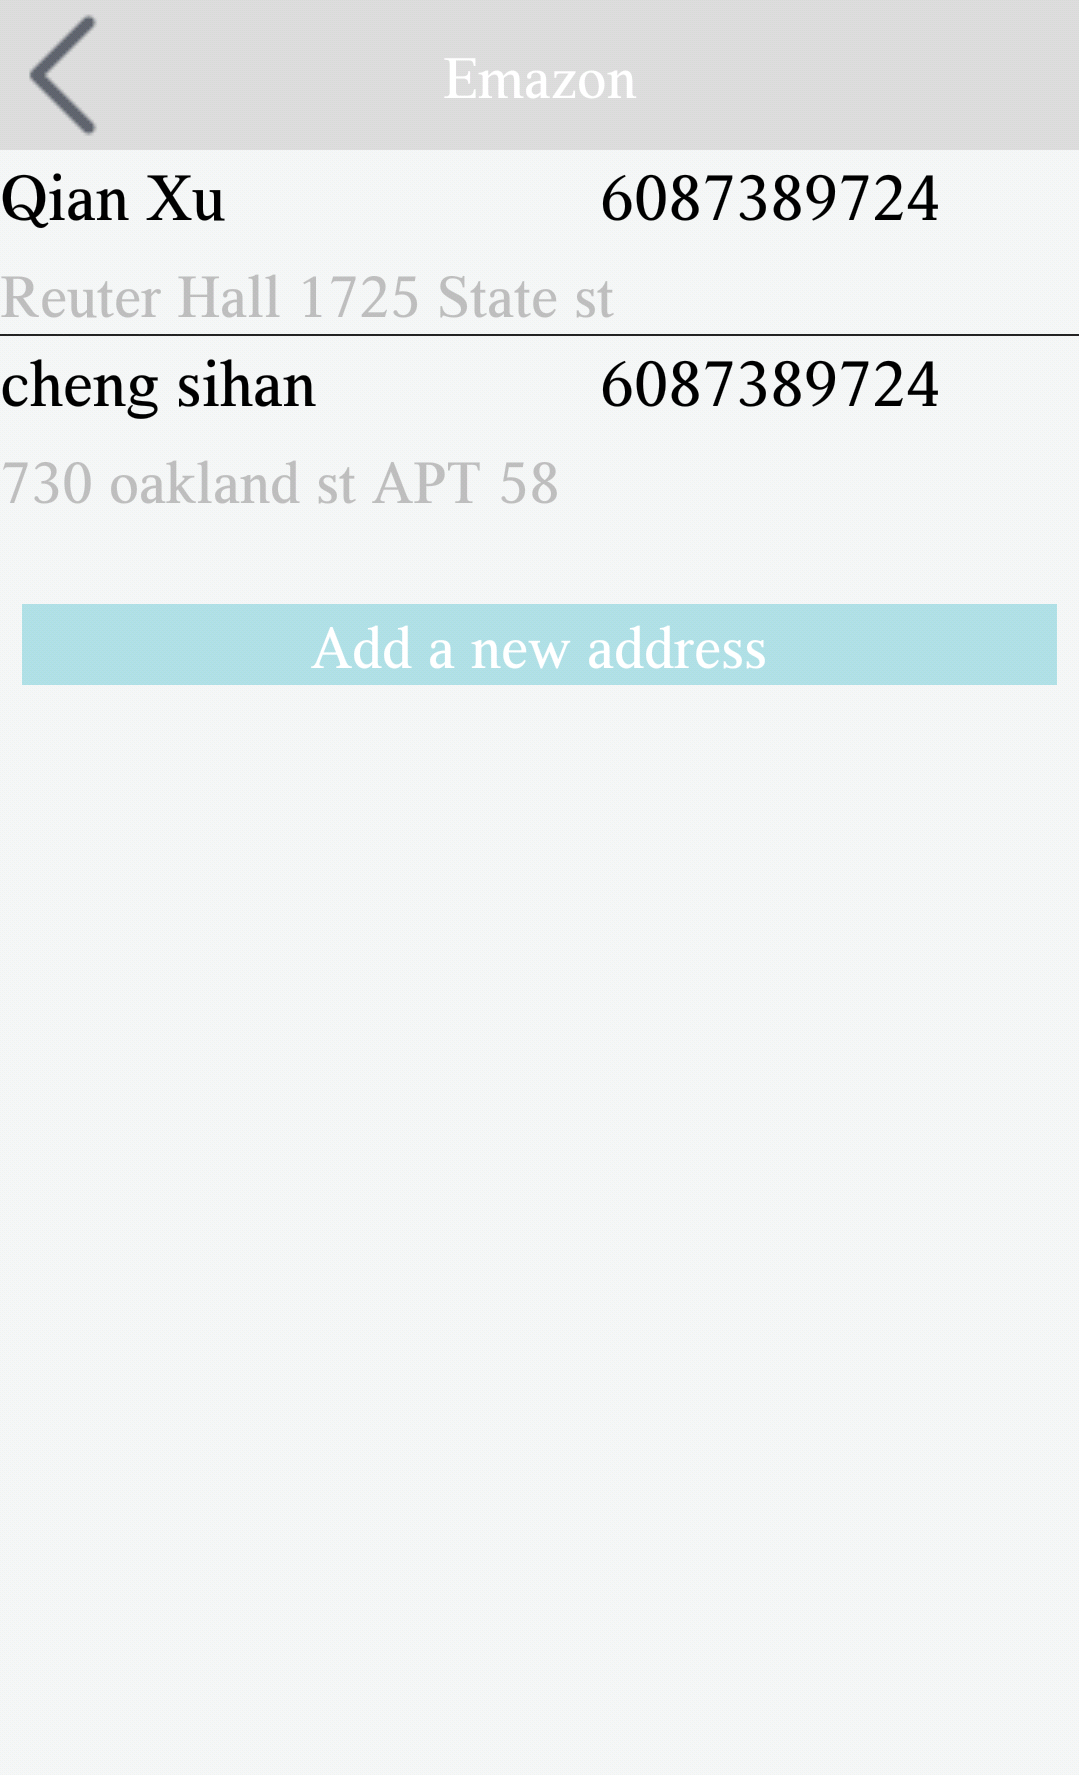 Emazon
Qian Xu 6087389724
Reuter Hall 1725 State st
cheng sihan 6087389724
730 oakland st APT 58
Add a new address